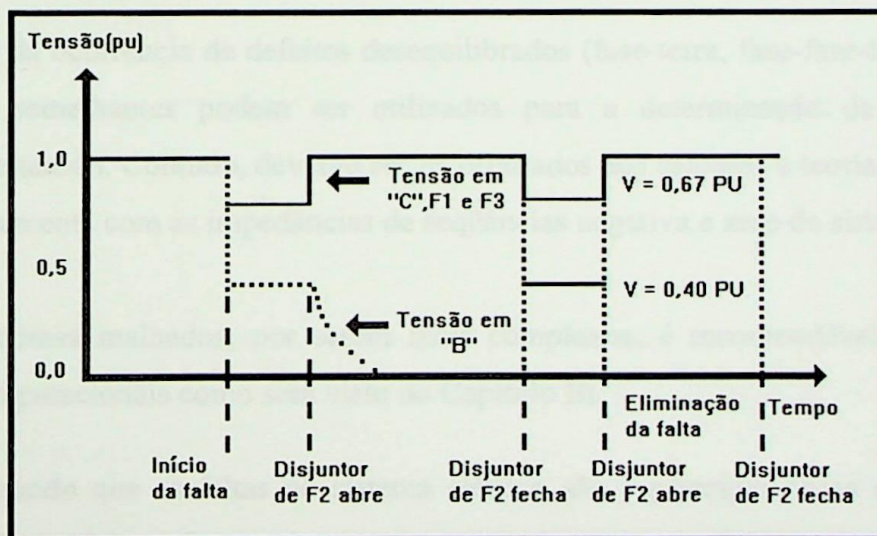 Tensão(pu)
1,0
Tensão em
"C",F1 e F3
V = 0,67 PU
0,5
V = 0,40 PU
Tensão em
"B"
0,0
Eliminação
da falta
Tempo
Início
da falta
Disjuntor
de F2 abre
Disjuntor
de F2 fecha
Disjuntor
de F2 abre
Disjuntor
de F2 fecha